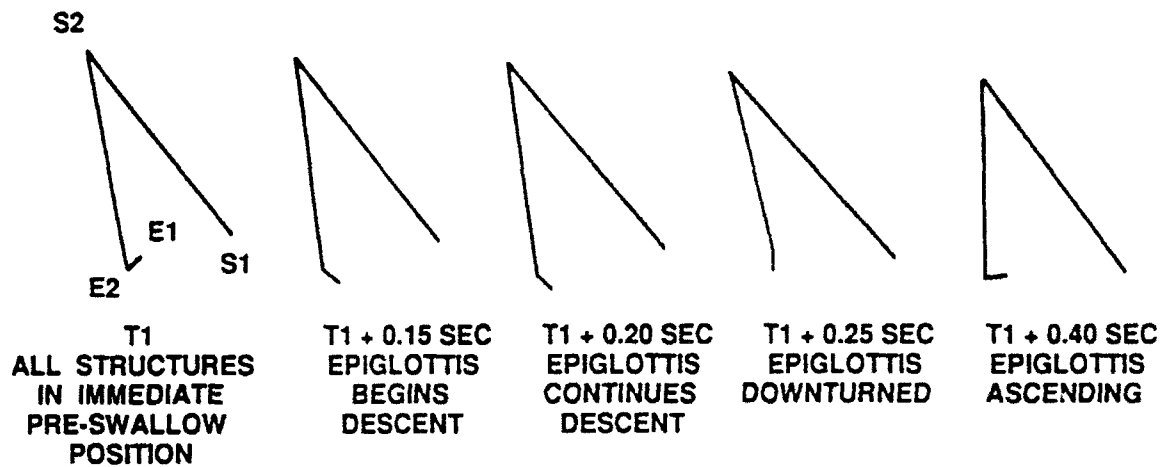 S2
E1
S1
E2
T1
ALL STRUCTURES
IN IMMEDIATE
PRE-SWALLOW
POSITION
T1 + 0.15 SEC
EPIGLOTTIS
BEGINS
DESCENT
T1 + 0.20 SEC
EPIGLOTTIS
CONTINUES
DESCENT
T1 + 0.25 SEC
EPIGLOTTIS
DOWNTURNED
T1 + 0.40 SEC
EPIGLOTTIS
ASCENDING